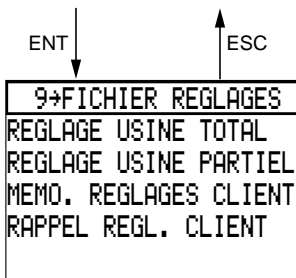 ENT
ESC
9→FICHIER REGLAGES
REGLAGE USINE TOTAL
REGLAGE USINE PARTIEL
MEMO. REGLAGES CLIENT
RAPPEL REGL. CLIENT